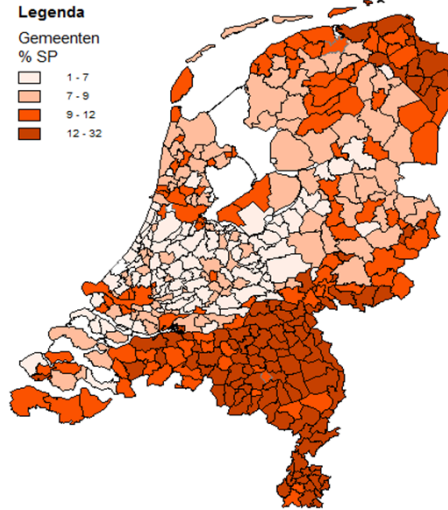 Legenda
Gemeenten
% SP
1 - 7
7 - 9
9 - 12
12 - 32